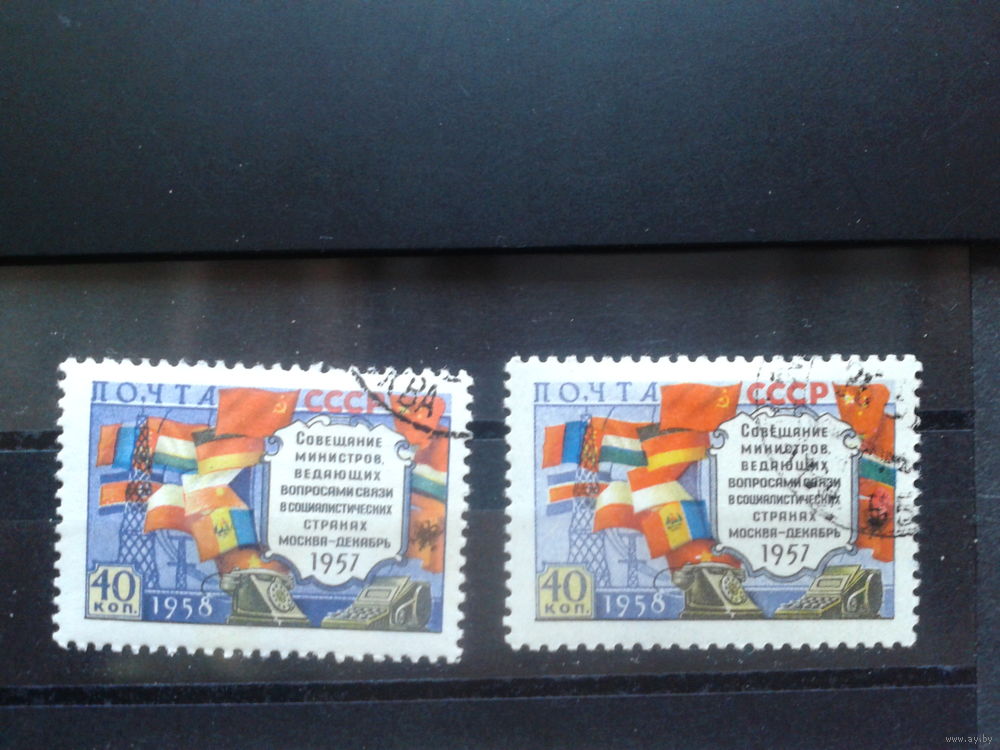 ПОЧТА СССР
КВА
СОВЕЩАНИЕ
МИНИСТРОВ,
ВЕДАЮЩИХ
ВОПРОСАМИ СВЯЗИ
В СОЦИАЛИСТИЧЕСКИХ
СТРАНАХ
МОСКВА–ДЕКАБРЬ
1957
40
КОП.
1958
ПОЧТА СССР
СОВЕЩАНИЕ
МИНИСТРОВ,
ВЕДАЮЩИХ
ВОПРОСАМИ СВЯЗИ
В СОЦИАЛИСТИЧЕСКИХ
СТРАНАХ
МОСКВА–ДЕКАБРЬ
1957
40
КОП.
1958
www.ay.by